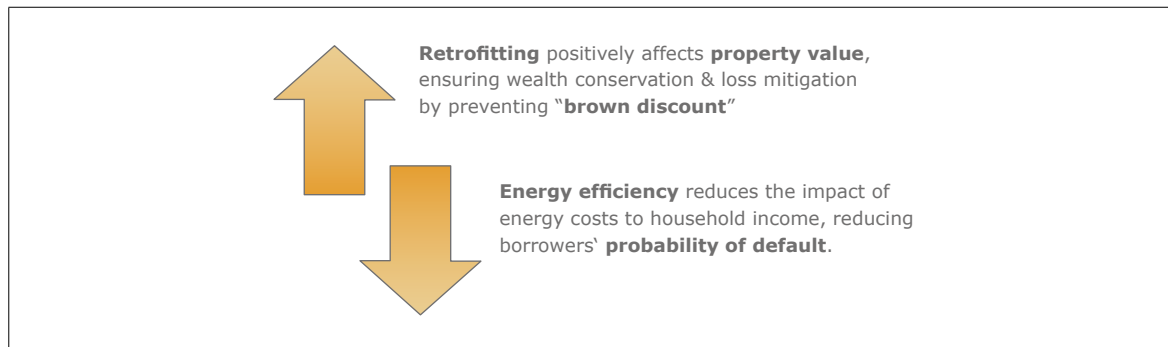 Retrofitting positively affects property value,
ensuring wealth conservation & loss mitigation
by preventing “brown discount”
Energy efficiency reduces the impact of
energy costs to household income, reducing
borrowers‘ probability of default.